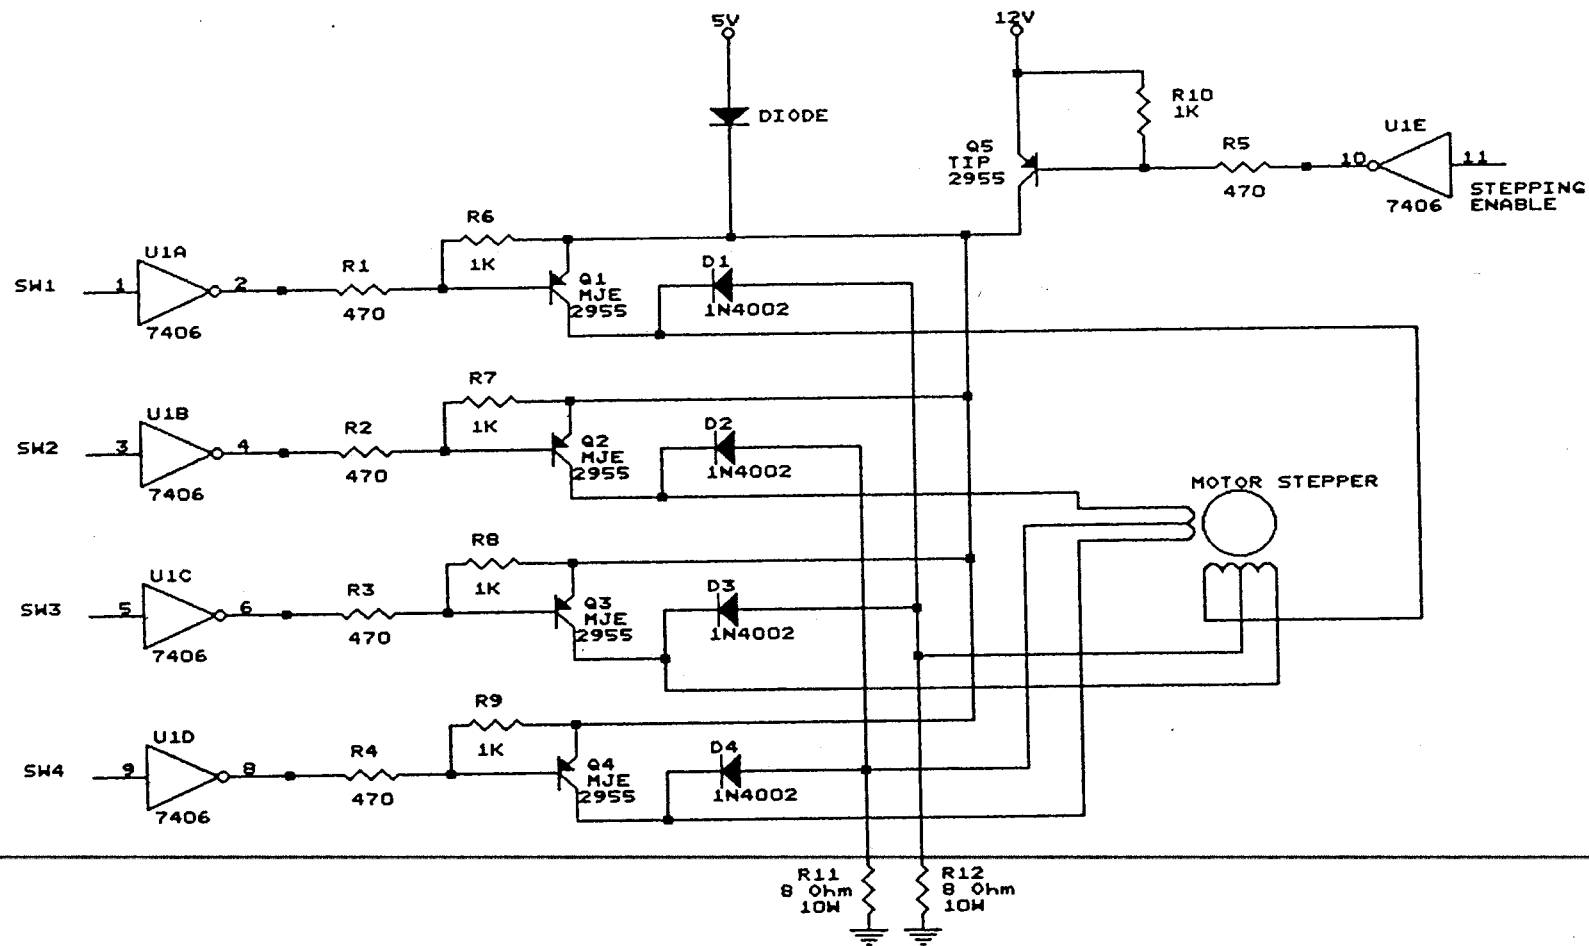 5V
12V
DIODE
R10
1K
U1E
Q5
TIP
2955
R5
470
10
11
7406
STEPPING
ENABLE
R6
1K
U1A
SW1
1
2
7406
R1
470
Q1
MJE
2955
D1
1N4002
R7
1K
U1B
SW2
3
4
7406
R2
470
Q2
MJE
2955
D2
1N4002
MOTOR STEPPER
R8
1K
U1C
SW3
5
6
7406
R3
470
Q3
MJE
2955
D3
1N4002
R9
1K
U1D
SW4
9
8
7406
R4
470
Q4
MJE
2955
D4
1N4002
R11
8 Ohm
10W
R12
8 Ohm
10W